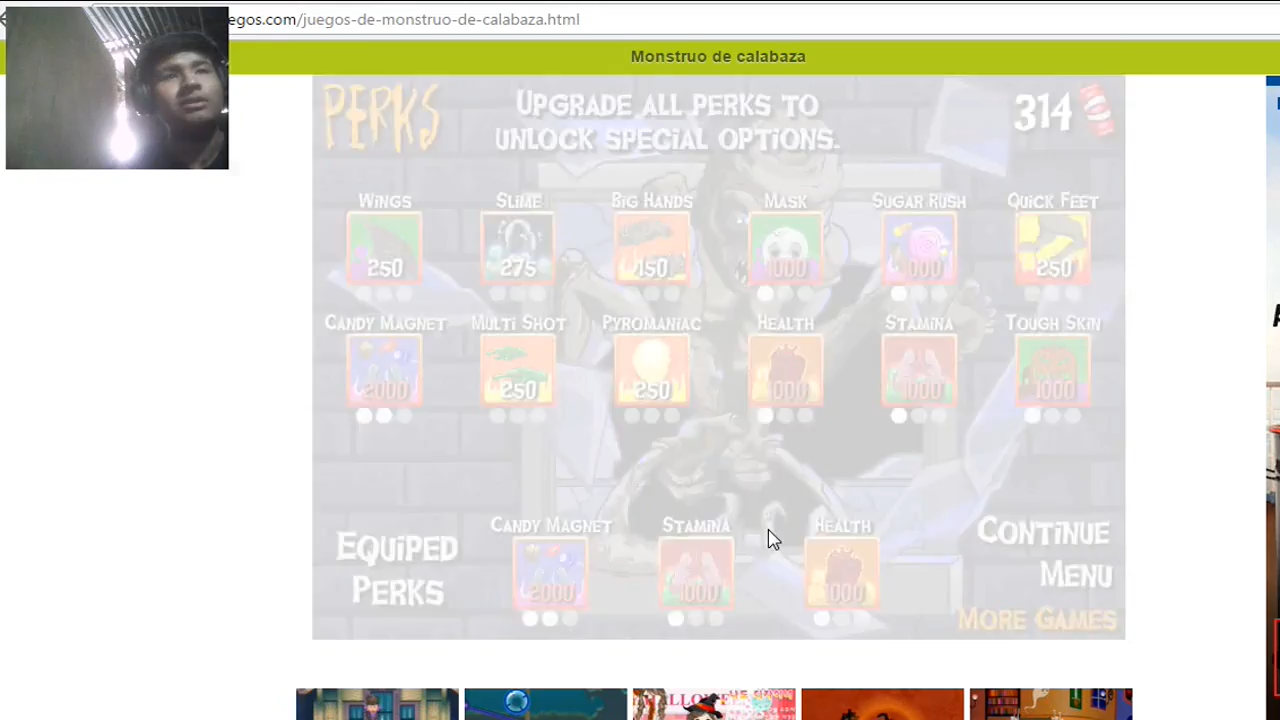 egos.com/juegos-de-monstruo-de-calabaza.html
Monstruo de calabaza
PERKS
UPGRADE ALL PERKS TO
UNLOCK SPECIAL OPTIONS.
314
WINGS SLIME BIG HANDS MASK SUGAR RUSH QUICK FEET
250 275 150 1000 1000 250
CANDY MAGNET MULTI SHOT PYROMANIAC HEALTH STAMINA TOUGH SKIN
2000 250 250 1000 1000 1000
EQUIPED
PERKS
CANDY MAGNET STAMINA HEALTH
2000 1000 1000
CONTINUE
MENU
MORE GAMES